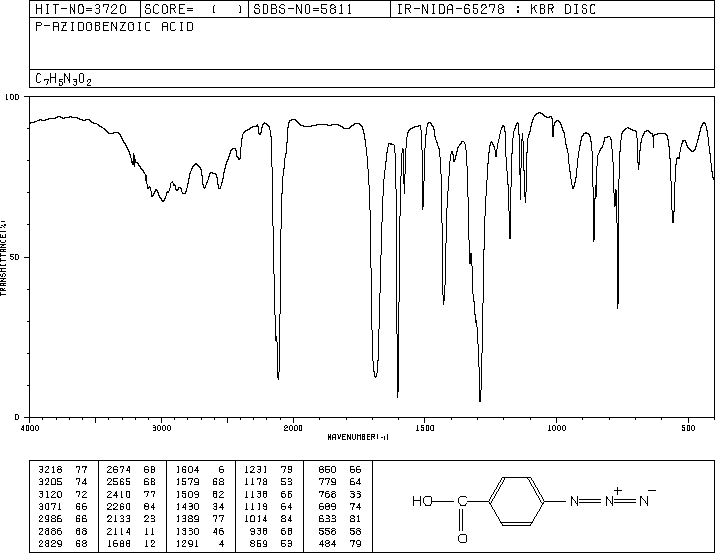 HIT-NO=3720 SCORE= ( ) SDBS-NO=5811 IR-NIDA-65278 : KBR DISC
P-AZIDOBENZOIC ACID
C7H5N3O2
100
50
0
TRANSMITTANCE(%)
4000 3000 2000 1500 1000 500
WAVENUMBER(-1)
3218 77 2674 68 1604 6 1231 79 860 56
3205 74 2565 68 1579 68 1178 53 779 64
3120 72 2410 77 1509 62 1138 66 768 33
3071 66 2260 84 1430 34 1119 64 689 74
2986 66 2133 23 1389 77 1014 84 633 81
2886 68 2114 11 1330 46 938 68 558 58
2829 68 1688 12 1291 4 859 53 484 79
HO C O N N + N −